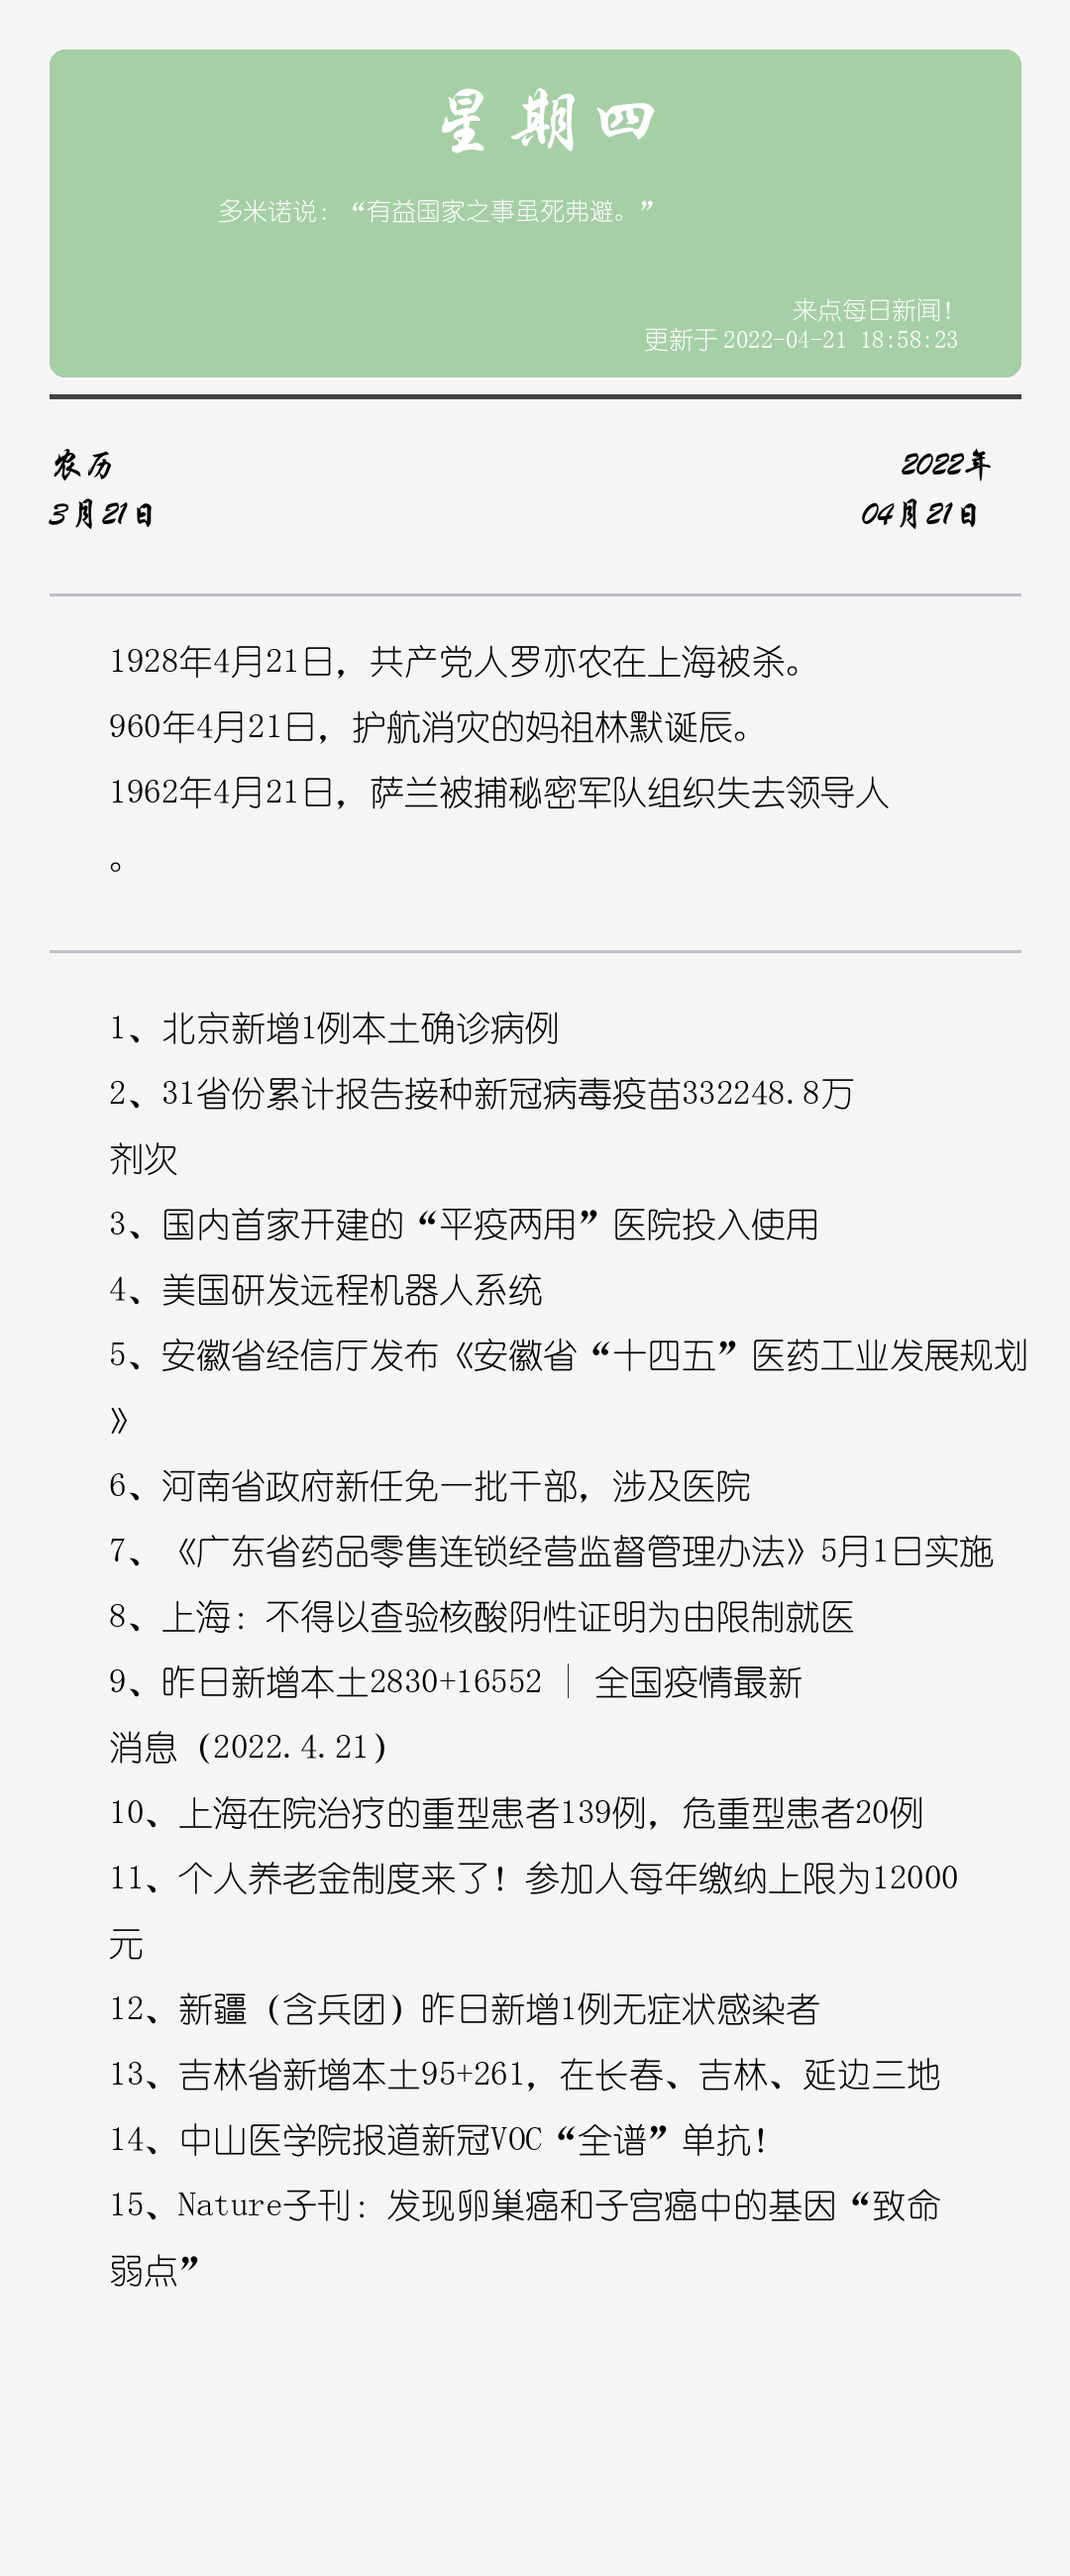 星期四
多米诺说：“有益国家之事虽死弗避。”
来点每日新闻！
更新于 2022-04-21 18:58:23
农历
2022年
3月21日
04月21日
1928年4月21日，共产党人罗亦农在上海被杀。
960年4月21日，护航消灾的妈祖林默诞辰。
1962年4月21日，萨兰被捕秘密军队组织失去领导人
。
1、北京新增1例本土确诊病例
2、31省份累计报告接种新冠病毒疫苗332248.8万
剂次
3、国内首家开建的“平疫两用”医院投入使用
4、美国研发远程机器人系统
5、安徽省经信厅发布《安徽省“十四五”医药工业发展规划
》
6、河南省政府新任免一批干部，涉及医院
7、《广东省药品零售连锁经营监督管理办法》5月1日实施
8、上海：不得以查验核酸阴性证明为由限制就医
9、昨日新增本土2830+16552 │ 全国疫情最新
消息（2022.4.21）
10、上海在院治疗的重型患者139例，危重型患者20例
11、个人养老金制度来了！参加人每年缴纳上限为12000
元
12、新疆（含兵团）昨日新增1例无症状感染者
13、吉林省新增本土95+261，在长春、吉林、延边三地
14、中山医学院报道新冠VOC“全谱”单抗！
15、Nature子刊：发现卵巢癌和子宫癌中的基因“致命
弱点”